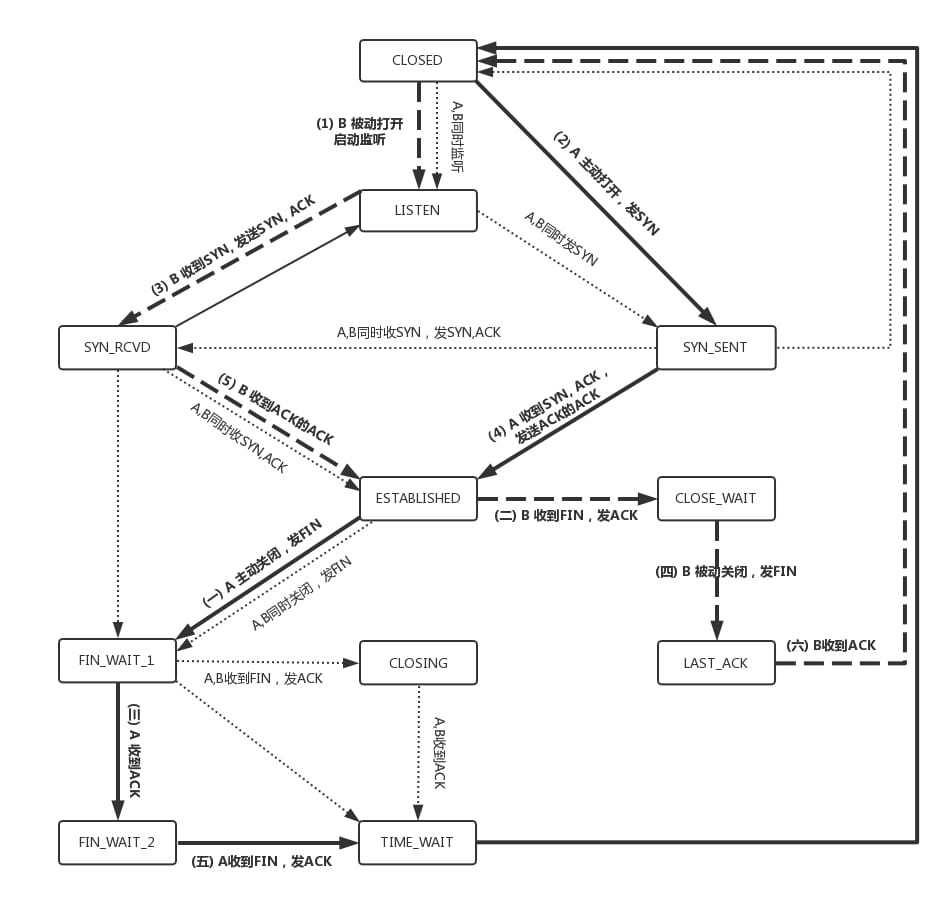 CLOSED
(1) B 被动打开
启动监听
A,B同时监听
(2) A 主动打开，发SYN
LISTEN
(3) B 收到SYN, 发送SYN, ACK
A,B同时发SYN
SYN_RCVD
A,B同时收SYN，发SYN,ACK
SYN_SENT
(5) B 收到ACK的ACK
A,B同时收SYN,ACK
(4) A 收到SYN, ACK，
发送ACK的ACK
ESTABLISHED
(二) B 收到FIN，发ACK
CLOSE_WAIT
(一) A 主动关闭，发FIN
A,B同时关闭，发FIN
(四) B 被动关闭，发FIN
FIN_WAIT_1
A,B收到FIN，发ACK
CLOSING
LAST_ACK
(六) B收到ACK
(三) A 收到ACK
A,B收到ACK
FIN_WAIT_2
(五) A收到FIN，发ACK
TIME_WAIT